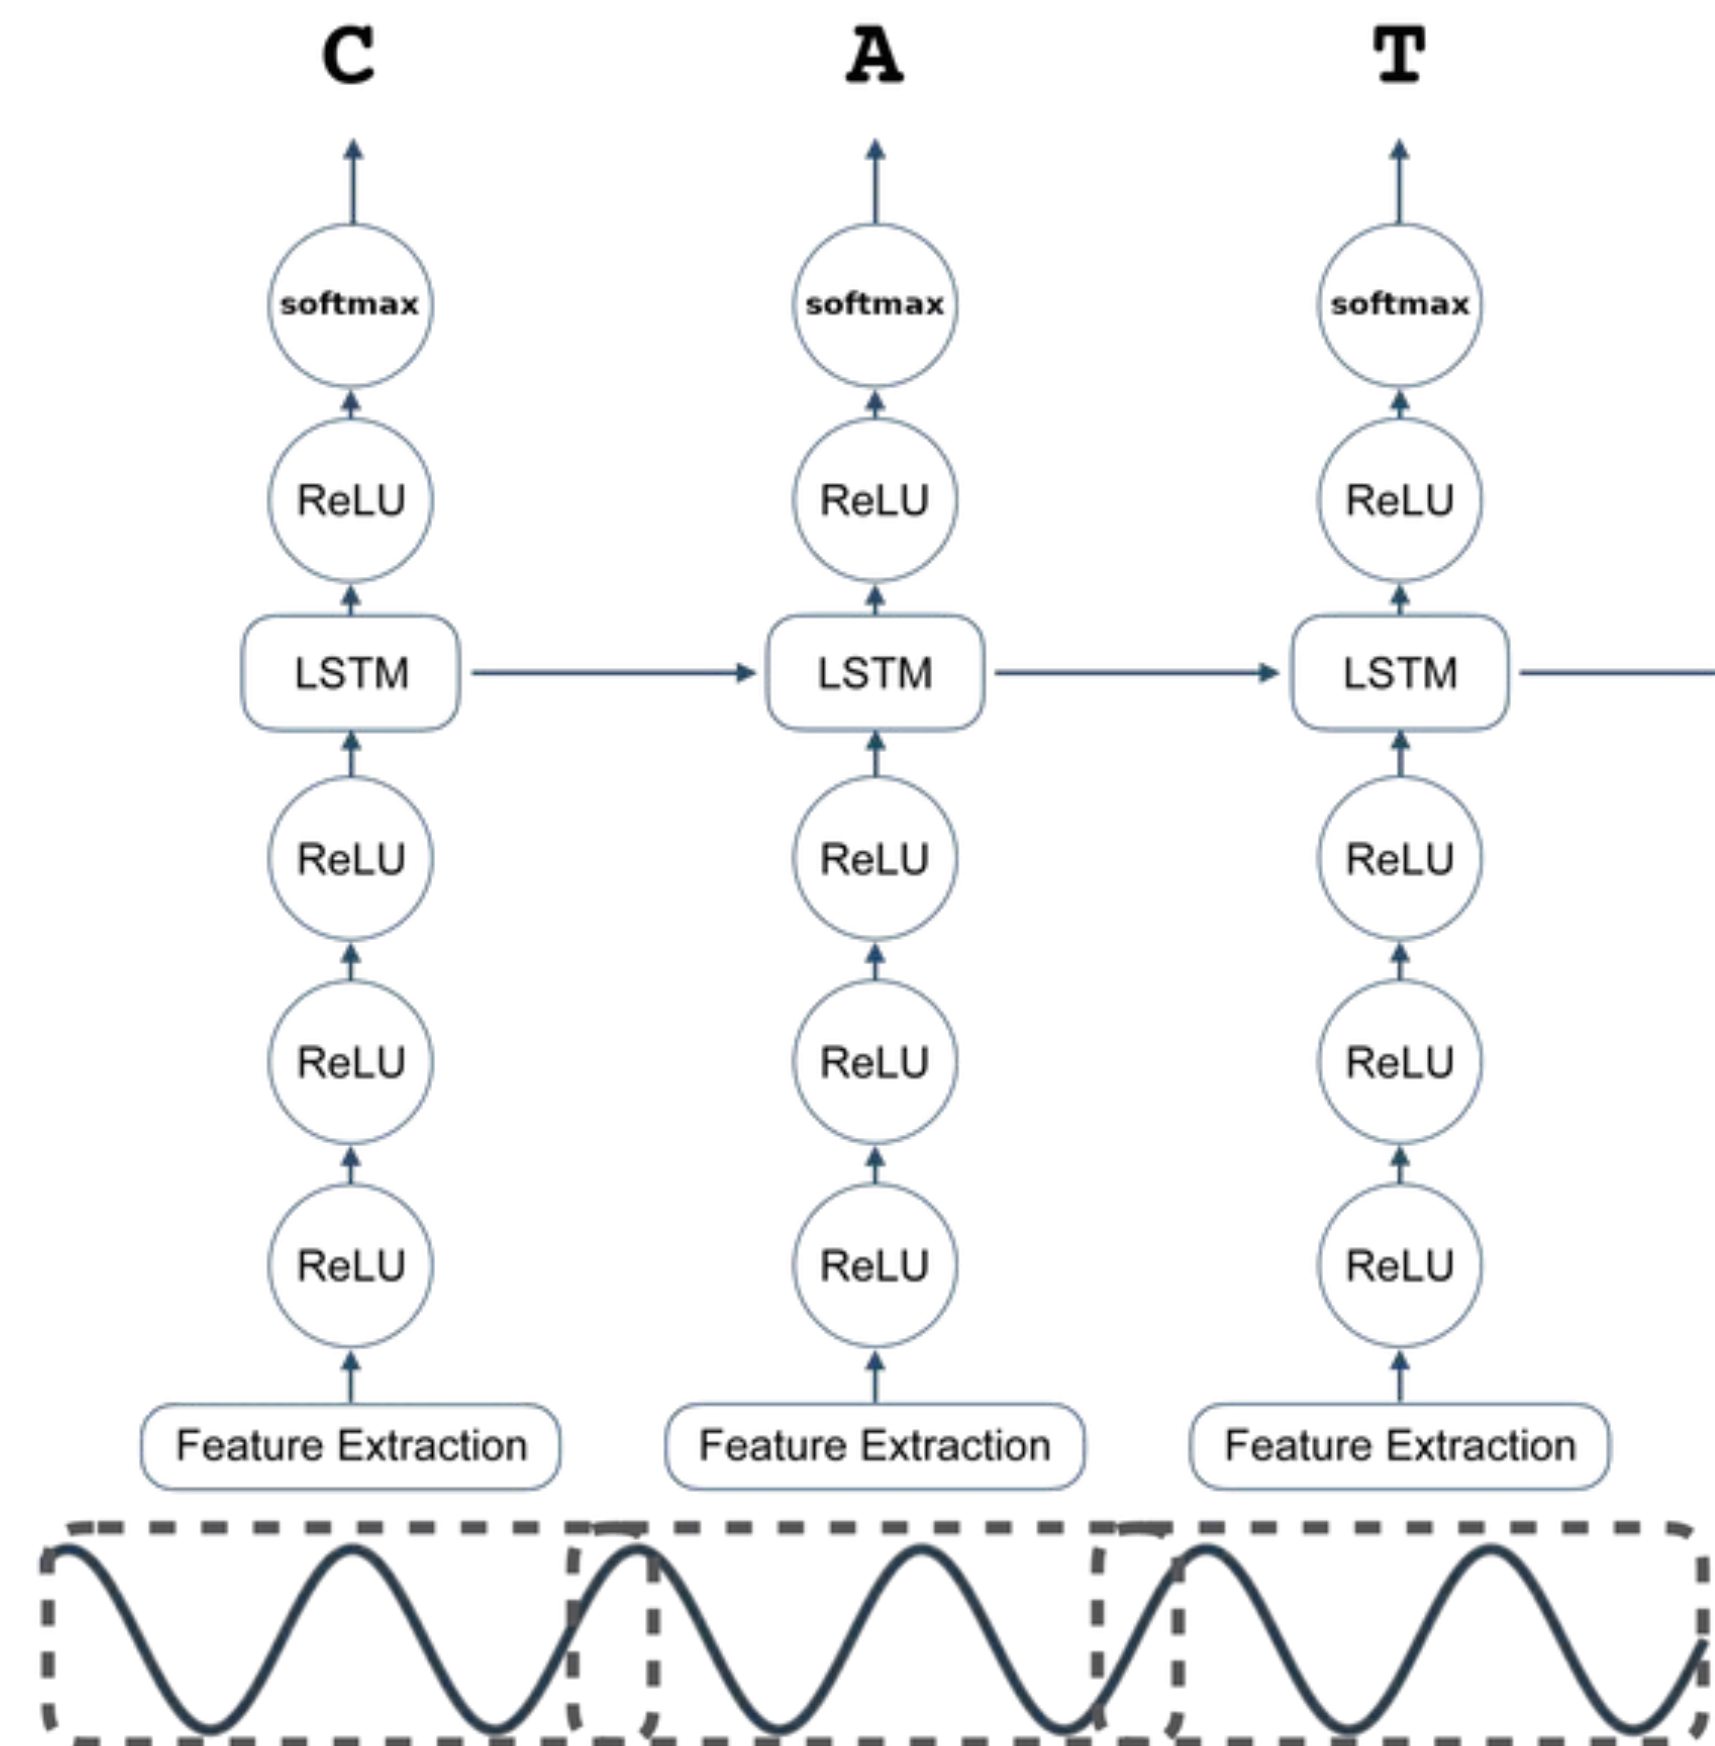 C A T
softmax softmax softmax
ReLU ReLU ReLU
LSTM LSTM LSTM
ReLU ReLU ReLU
ReLU ReLU ReLU
ReLU ReLU ReLU
Feature Extraction Feature Extraction Feature Extraction